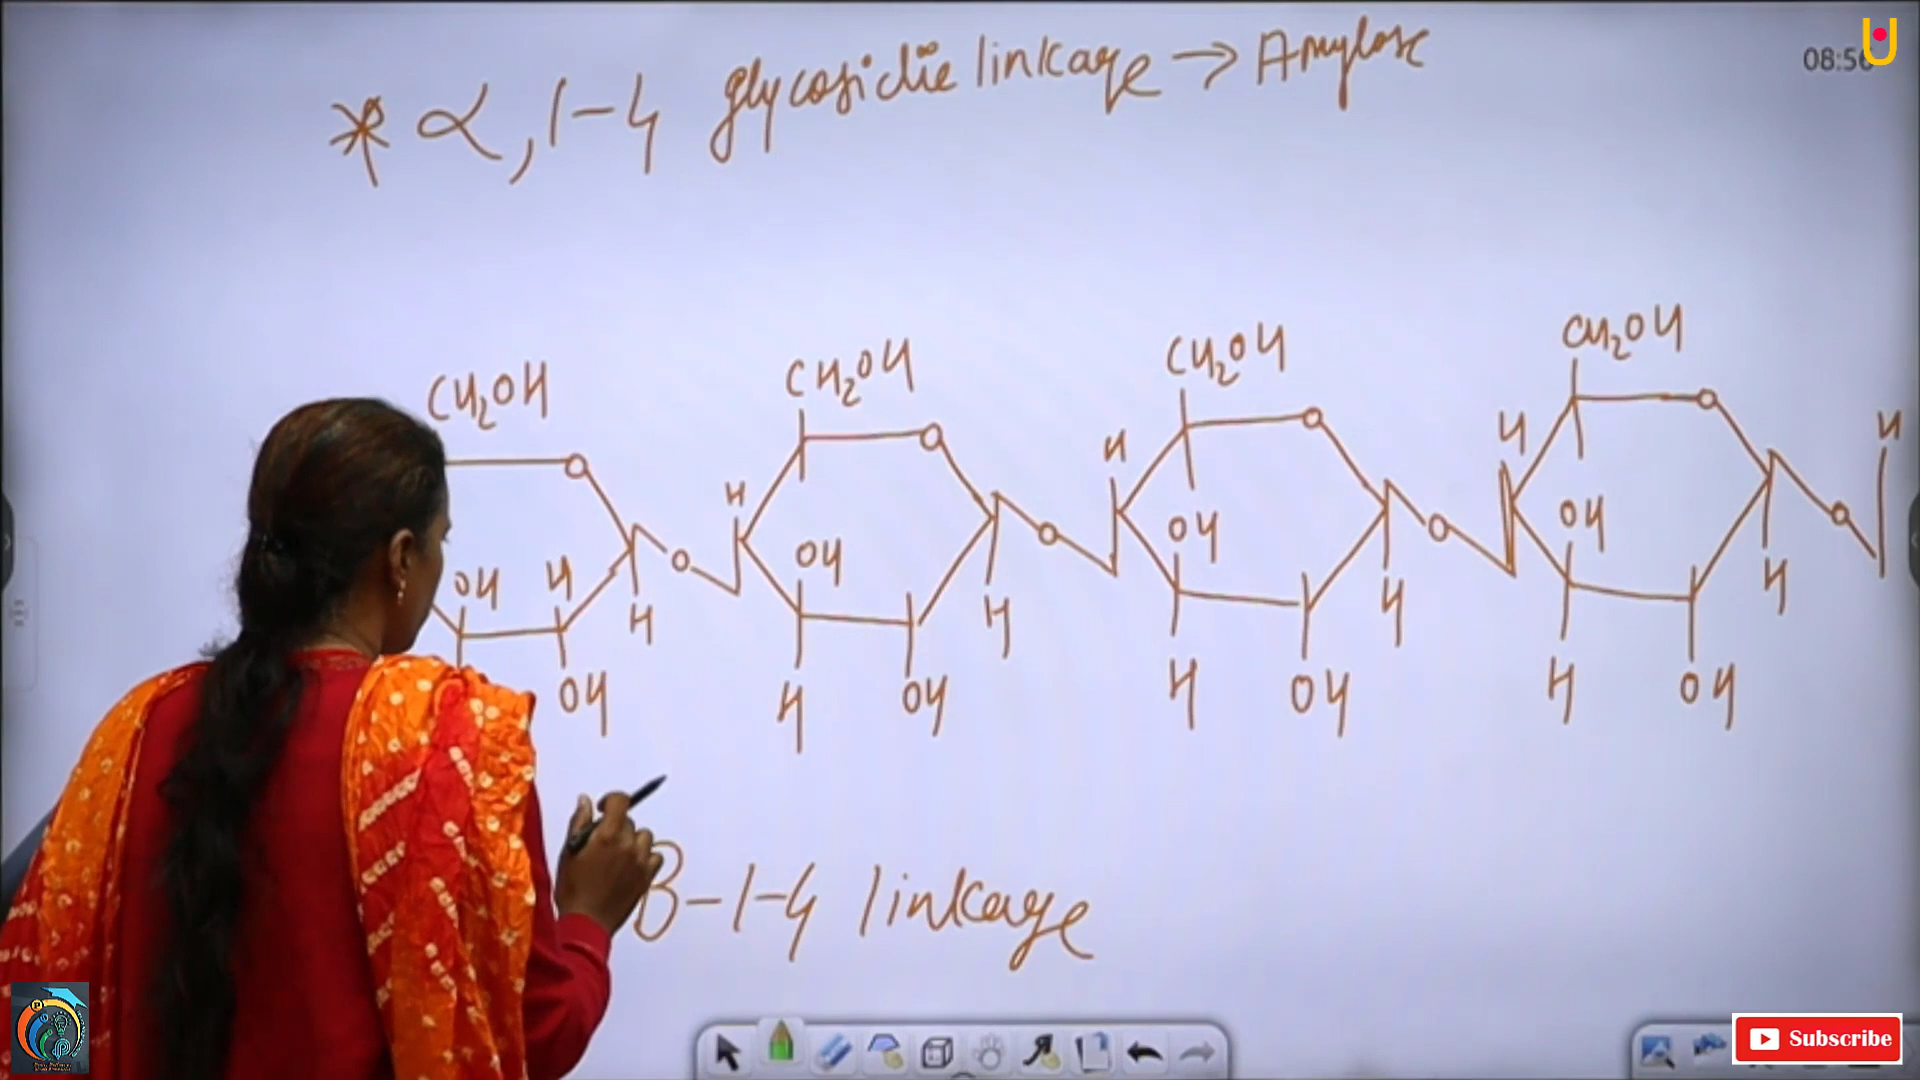 * α, 1-4 glycosidic linkage → Amylose
08:56
CH₂OH CH₂OH CH₂OH CH₂OH
O O O O
H H H H
OH H OH OH OH
O O O O
H H H H
OH H OH H OH H OH
B-1-4 linkage
Subscribe